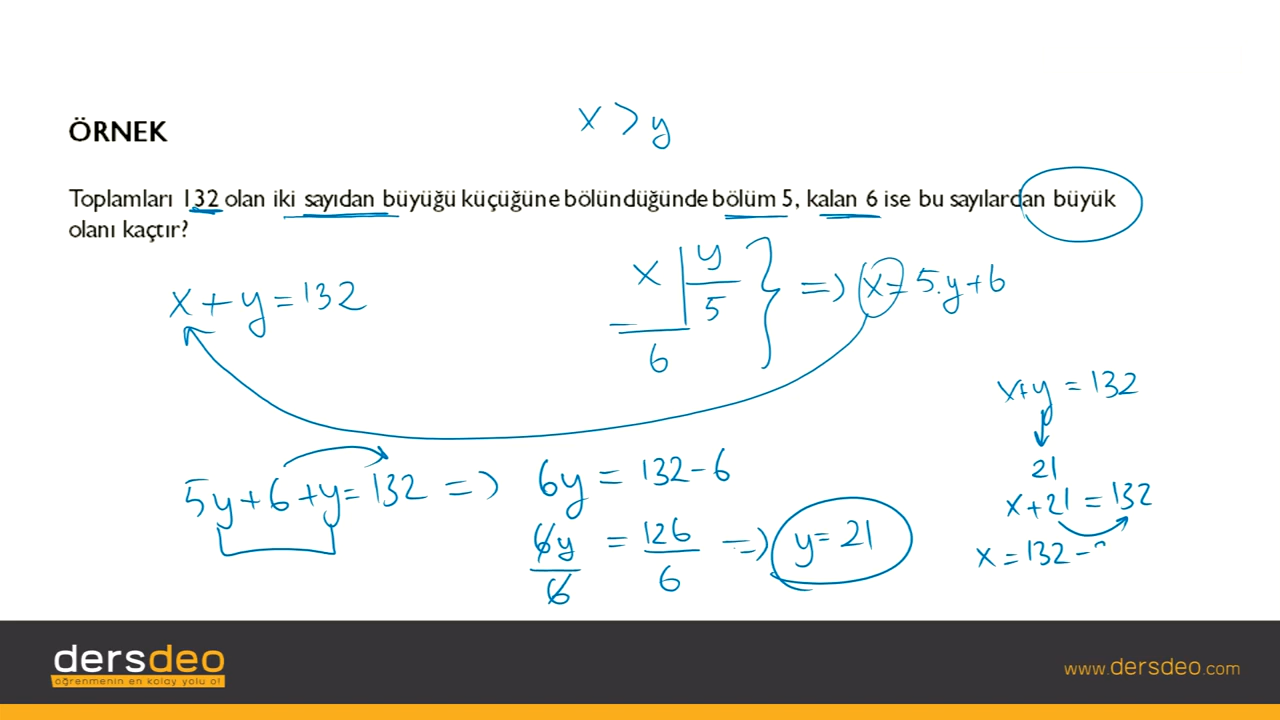 x > y
ÖRNEK
Toplamları 132 olan iki sayıdan büyüğü küçüğüne bölündüğünde bölüm 5, kalan 6 ise bu sayılardan büyük
olanı kaçtır?
x + y = 132
x | y
5
6
=> x = 5.y + 6
5y + 6 + y = 132 => 6y = 132 - 6
6y / 6 = 126 / 6 => y = 21
x + y = 132
21
x + 21 = 132
x = 132 -
dersdeo
öğrenmenin en kolay yolu o!
www.dersdeo.com